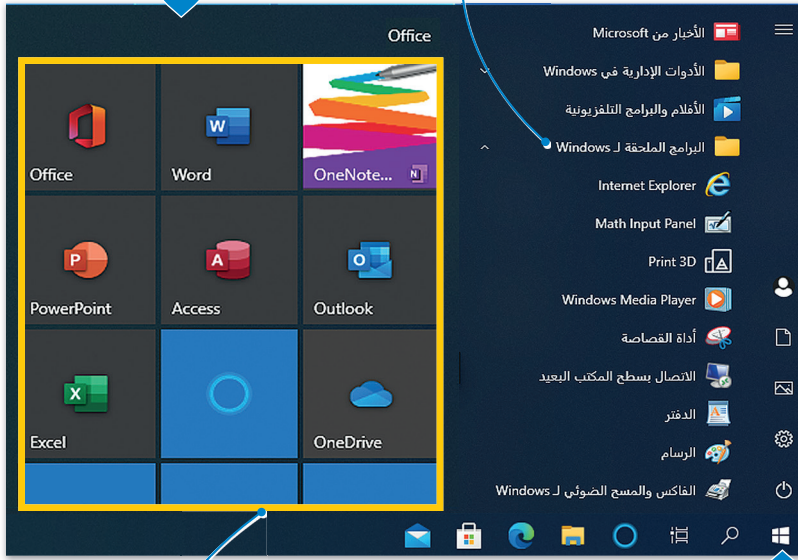 Office
Office
Word
OneNote...
PowerPoint
Access
Outlook
Excel
OneDrive
الأخبار من Microsoft
الأدوات الإدارية في Windows
الأفلام والبرامج التلفزيونية
البرامج الملحقة لـ Windows
Internet Explorer
Math Input Panel
Print 3D
Windows Media Player
أداة القصاصة
الاتصال بسطح المكتب البعيد
الدفتر
الرسام
الفاكس والمسح الضوئي لـ Windows